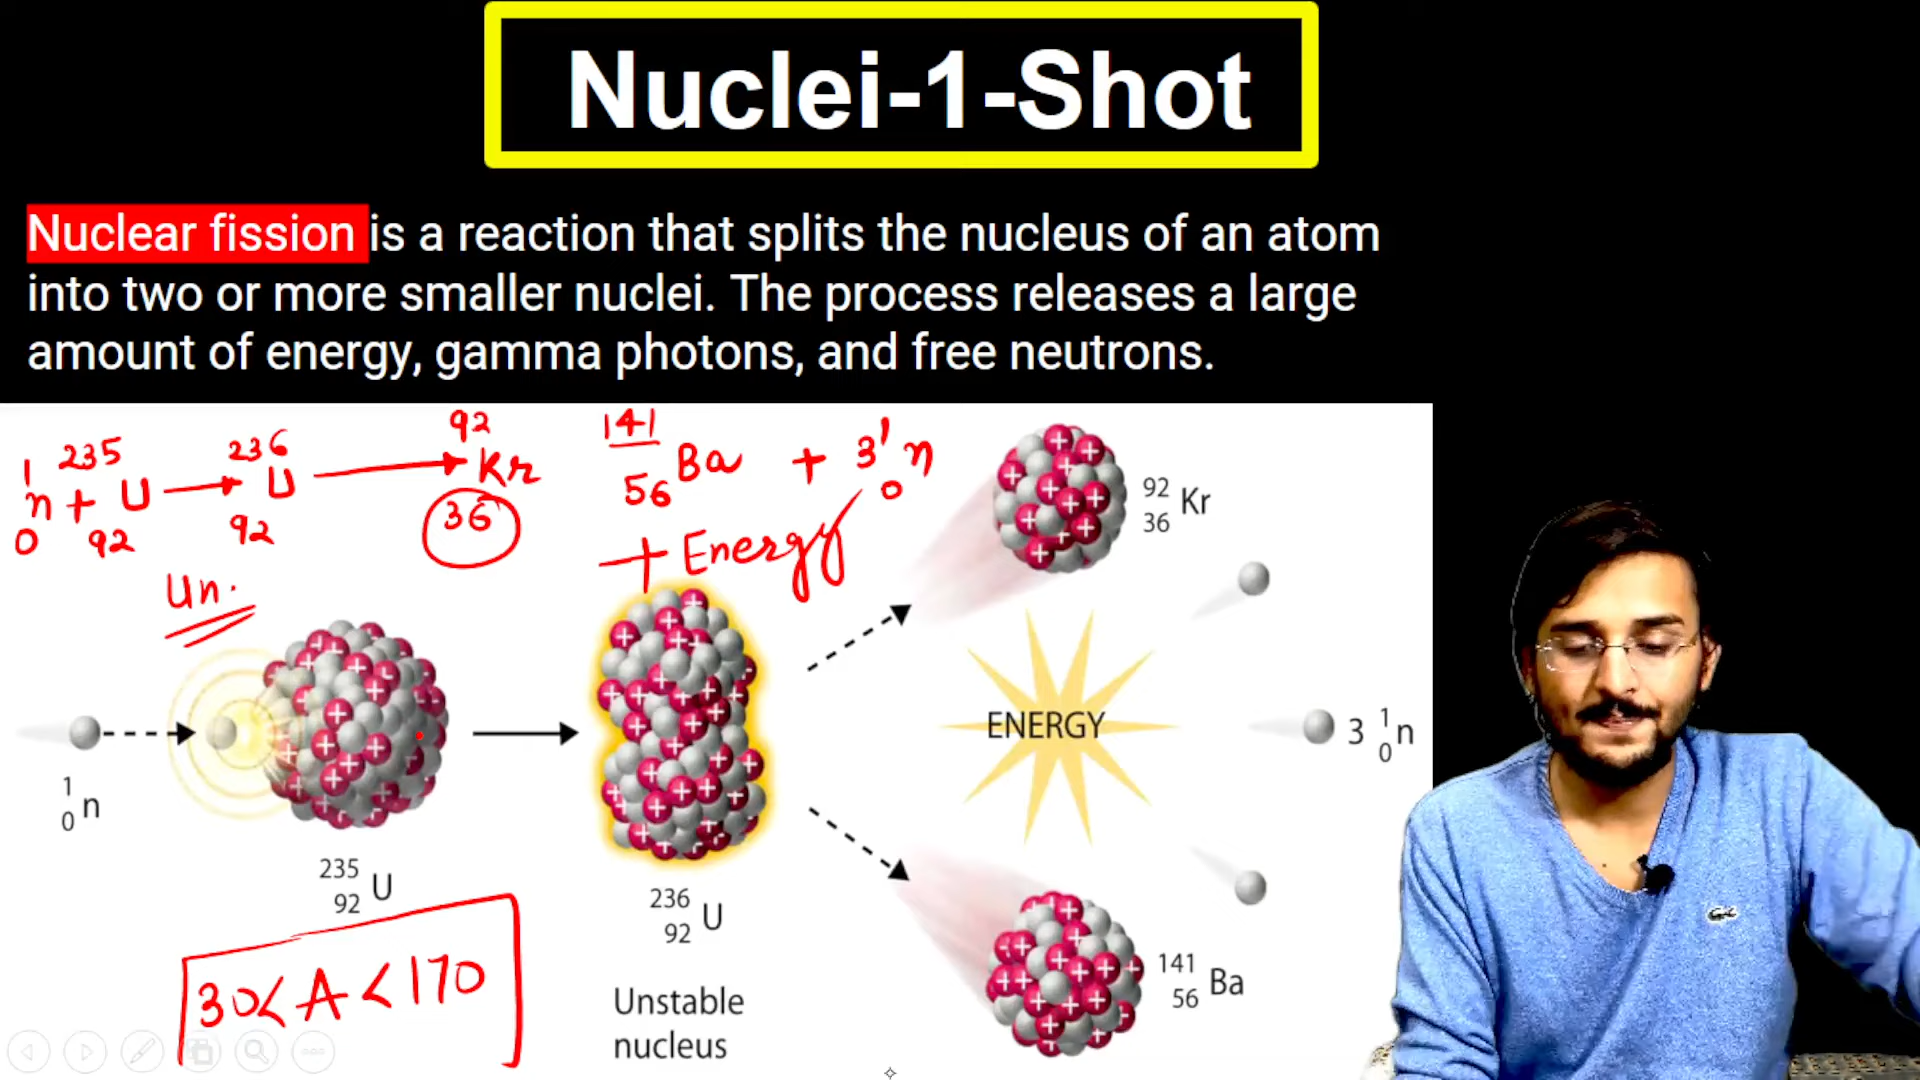 Nuclei-1-Shot
Nuclear fission is a reaction that splits the nucleus of an atom
into two or more smaller nuclei. The process releases a large
amount of energy, gamma photons, and free neutrons.
1 0 n + 235 92 U → 236 92 U → 92 36 Kr 141 56 Ba + 3 1 0 n
+ Energy
Un.
92 36 Kr
ENERGY
3 1 0 n
1 0 n
235 92 U
236 92 U
141 56 Ba
30 < A < 170
Unstable
nucleus